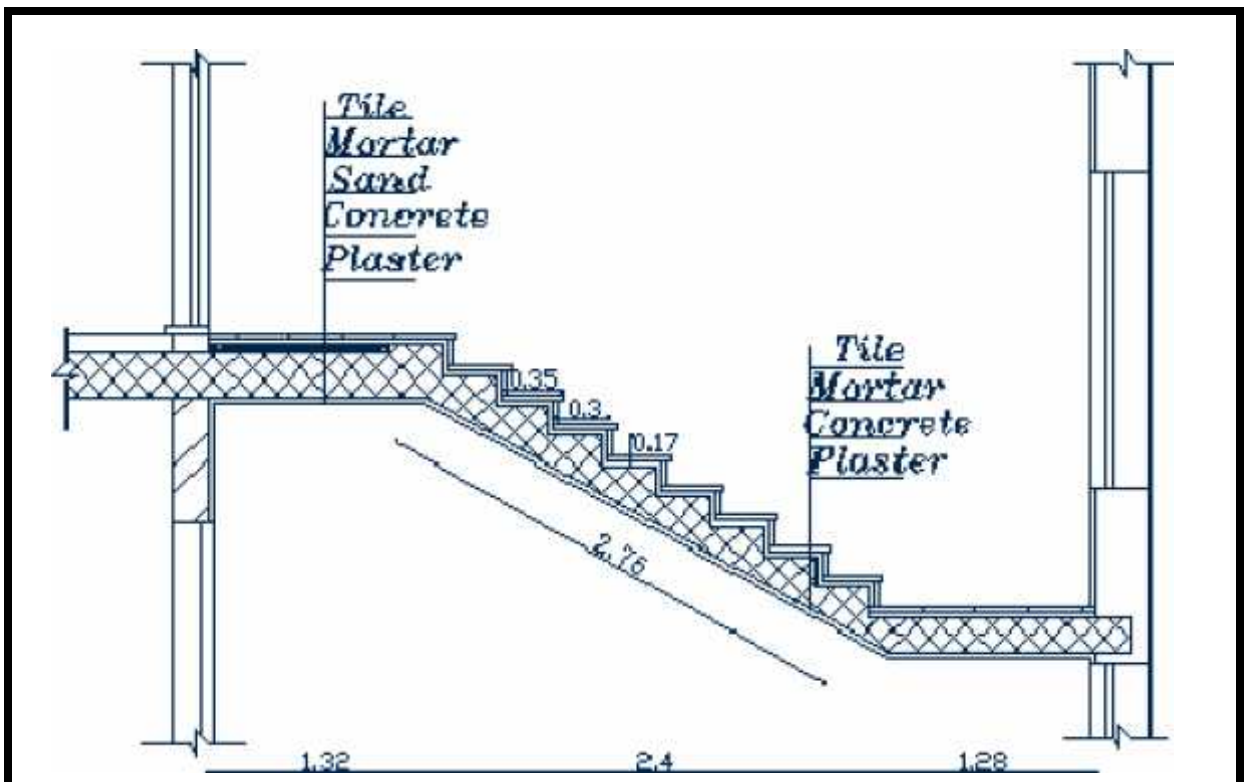 Tile
Mortar
Sand
Concrete
Plaster
Tile
Mortar
Concrete
Plaster
0.35
0.3
0.17
2.76
1.32
2.4
1.28